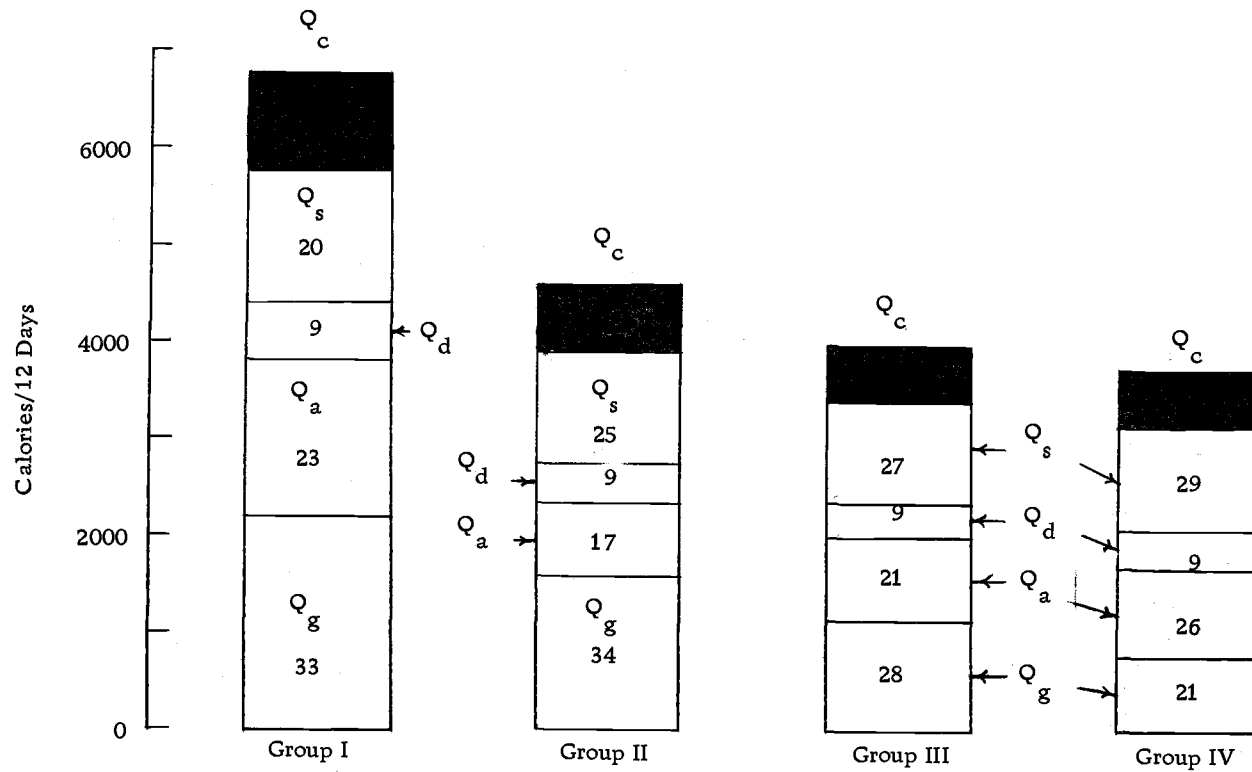 Calories/12 Days
6000
4000
2000
0
Q_c
Q_s
20
9
Q_d
Q_a
23
Q_g
33
Group I
Q_c
Q_s
25
Q_d
9
Q_a
17
Q_g
34
Group II
Q_c
27
9
21
28
Group III
Q_s
Q_d
Q_a
Q_g
Q_c
29
9
26
21
Group IV